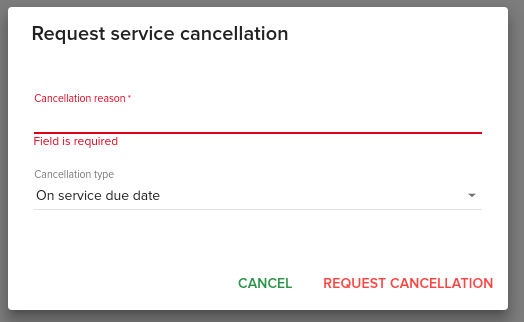 Request service cancellation
Cancellation reason *
Field is required
Cancellation type
On service due date
CANCEL REQUEST CANCELLATION